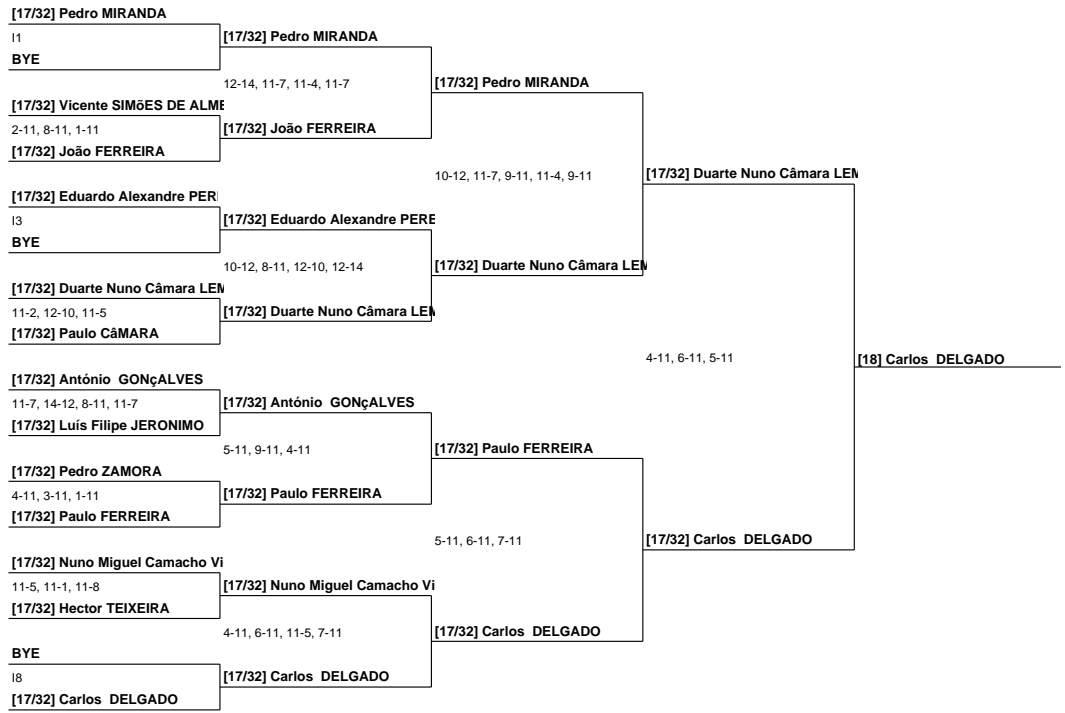 [17/32] Pedro MIRANDA
I1
BYE
[17/32] Vicente SIMõES DE ALME
2-11, 8-11, 1-11
[17/32] João FERREIRA
[17/32] Eduardo Alexandre PER
I3
BYE
[17/32] Duarte Nuno Câmara LEM
11-2, 12-10, 11-5
[17/32] Paulo CâMARA
[17/32] António  GONçALVES
11-7, 14-12, 8-11, 11-7
[17/32] Luís Filipe JERONIMO
[17/32] Pedro ZAMORA
4-11, 3-11, 1-11
[17/32] Paulo FERREIRA
[17/32] Nuno Miguel Camacho Vi
11-5, 11-1, 11-8
[17/32] Hector TEIXEIRA
BYE
I8
[17/32] Carlos  DELGADO
[17/32] Pedro MIRANDA
12-14, 11-7, 11-4, 11-7
[17/32] João FERREIRA
[17/32] Eduardo Alexandre PERE
10-12, 8-11, 12-10, 12-14
[17/32] Duarte Nuno Câmara LEM
[17/32] António  GONçALVES
5-11, 9-11, 4-11
[17/32] Paulo FERREIRA
[17/32] Nuno Miguel Camacho Vi
4-11, 6-11, 11-5, 7-11
[17/32] Carlos  DELGADO
[17/32] Pedro MIRANDA
10-12, 11-7, 9-11, 11-4, 9-11
[17/32] Duarte Nuno Câmara LEM
[17/32] Paulo FERREIRA
5-11, 6-11, 7-11
[17/32] Carlos  DELGADO
[17/32] Duarte Nuno Câmara LEM
4-11, 6-11, 5-11
[17/32] Carlos  DELGADO
[18] Carlos  DELGADO